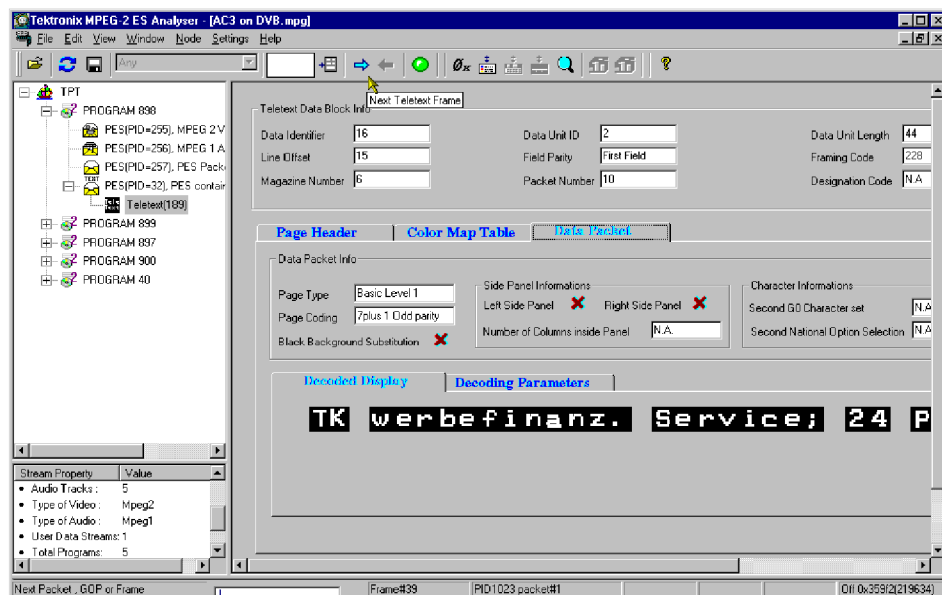 Tektronix MPEG-2 ES Analyser - [AC3 on DVB.mpg]
File Edit View Window Node Settings Help
Any
Next Teletext Frame
TPT
PROGRAM 898
PES(PID=255), MPEG 2 V
PES(PID=256), MPEG 1 A
PES(PID=257), PES Pack
TEXT
PES(PID=32), PES contain
Teletext[189]
PROGRAM 899
PROGRAM 897
PROGRAM 900
PROGRAM 40
Stream Property Value
Audio Tracks : 5
Type of Video : Mpeg2
Type of Audio : Mpeg1
User Data Streams: 1
Total Programs: 5
Teletext Data Block Info
Data Identifier 16 Data Unit ID 2 Data Unit Length 44
Line Offset 15 Field Parity First Field Framing Code 228
Magazine Number 6 Packet Number 10 Designation Code N.A
Page Header Color Map Table Data Packet
Data Packet Info
Page Type Basic Level 1
Page Coding 7plus 1 Odd parity
Black Background Substitution
Side Panel Informations
Left Side Panel Right Side Panel
Number of Columns inside Panel N.A.
Character Informations
Second G0 Character set N.A
Second National Option Selection N.A
Decoded Display Decoding Parameters
TK werbefinanz. Service; 24 P
Next Packet , GOP or Frame Frame#39 PID1023 packet#1 Off 0x359f2(219634)